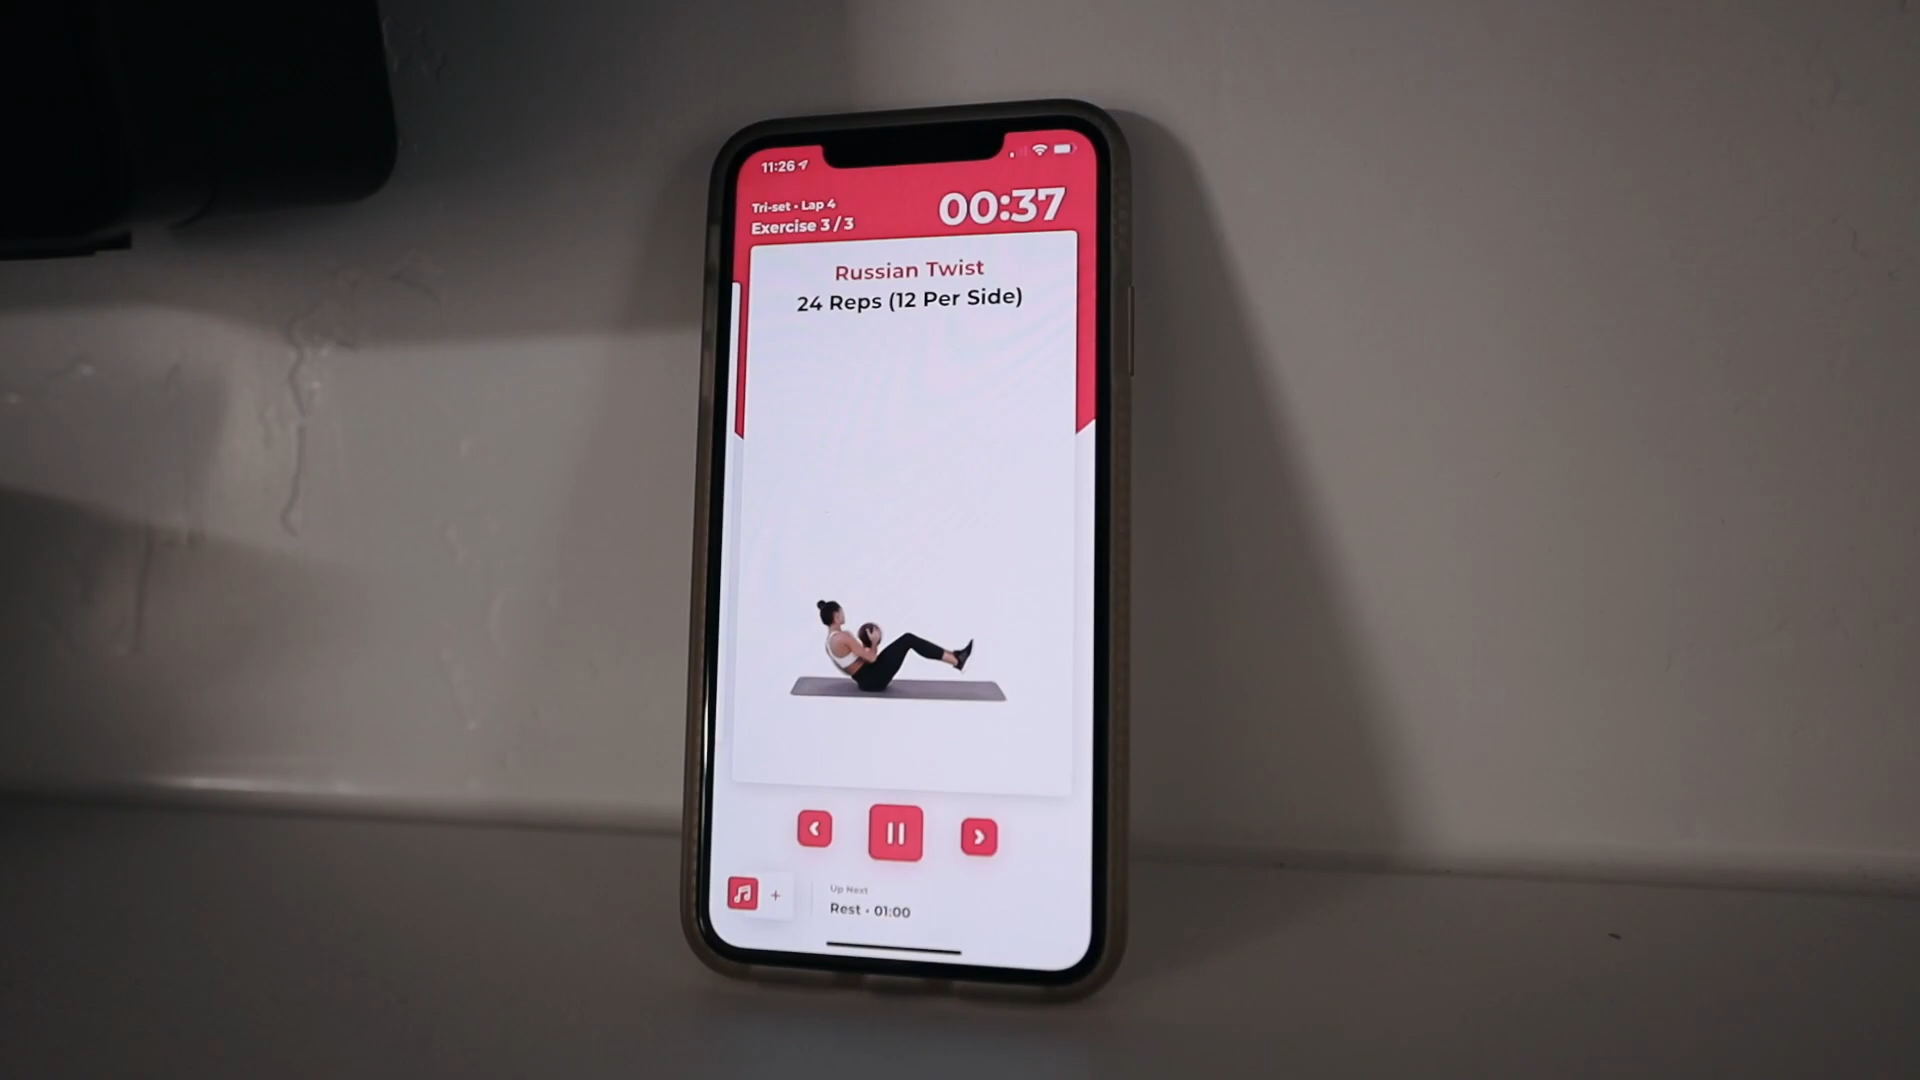 11:26
Tri-set • Lap 4
00:37
Exercise 3 / 3
Russian Twist
24 Reps (12 Per Side)
+
Up Next
Rest • 01:00